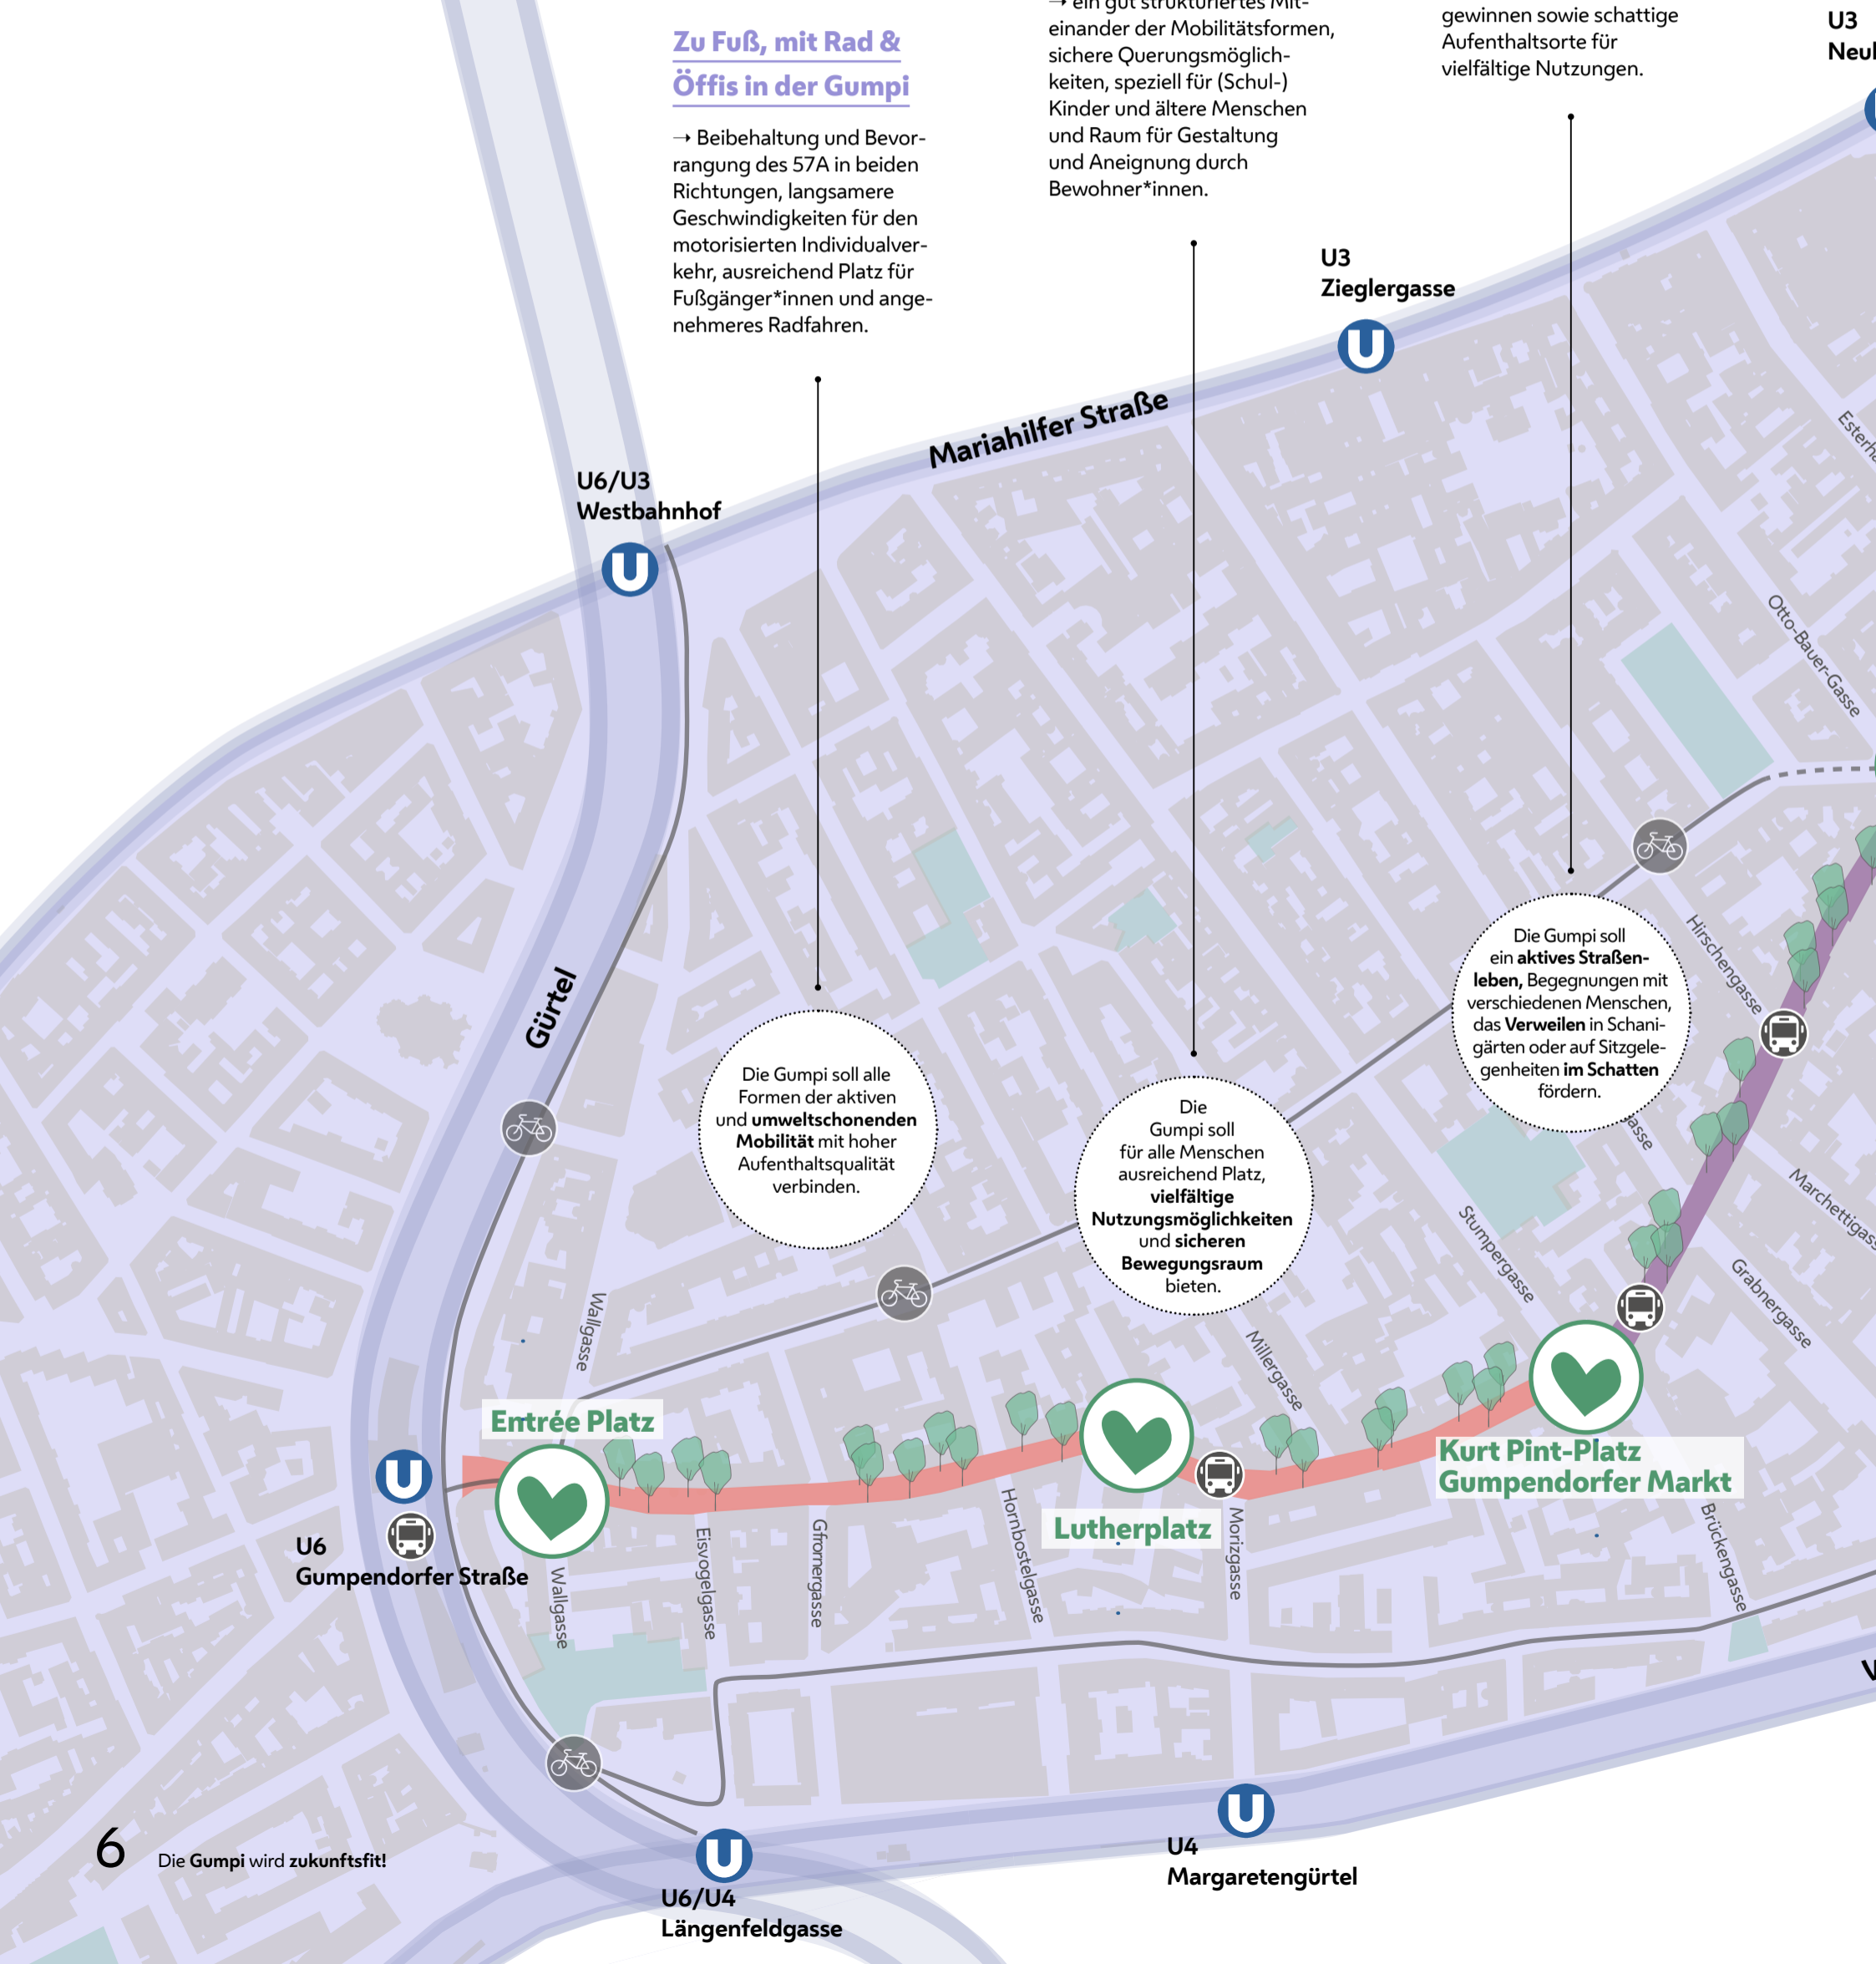 Zu Fuß, mit Rad &
Öffis in der Gumpi
→ Beibehaltung und Bevor-
rangung des 57A in beiden
Richtungen, langsamere
Geschwindigkeiten für den
motorisierten Individualver-
kehr, ausreichend Platz für
Fußgänger*innen und ange-
nehmeres Radfahren.
→ ein gut strukturiertes Mit-
einander der Mobilitätsformen,
sichere Querungsmöglich-
keiten, speziell für (Schul-)
Kinder und ältere Menschen
und Raum für Gestaltung
und Aneignung durch
Bewohner*innen.
gewinnen sowie schattige
Aufenthaltsorte für
vielfältige Nutzungen.
U3
U3
Zieglergasse
Mariahilfer Straße
U6/U3
Westbahnhof
Otto-Bauer-Gasse
Hirschengasse
Gürtel
Die Gumpi soll alle
Formen der aktiven
und umweltschonenden
Mobilität mit hoher
Aufenthaltsqualität
verbinden.
Die
Gumpi soll
für alle Menschen
ausreichend Platz,
vielfältige
Nutzungsmöglichkeiten
und sicheren
Bewegungsraum
bieten.
Die Gumpi soll
ein aktives Straßen-
leben, Begegnungen mit
verschiedenen Menschen,
das Verweilen in Schani-
gärten oder auf Sitzgele-
genheiten im Schatten
fördern.
Stumpergasse
Grabnergasse
Wallgasse
Millergasse
Entrée Platz
Kurt Pint-Platz
Gumpendorfer Markt
Lutherplatz
U6
Gumpendorfer Straße
Wallgasse
Eisvogelgasse
Gfrornergasse
Hornbostelgasse
Morizgasse
Brückengasse
U4
Margaretengürtel
U6/U4
Längenfeldgasse
6
Die Gumpi wird zukunftsfit!